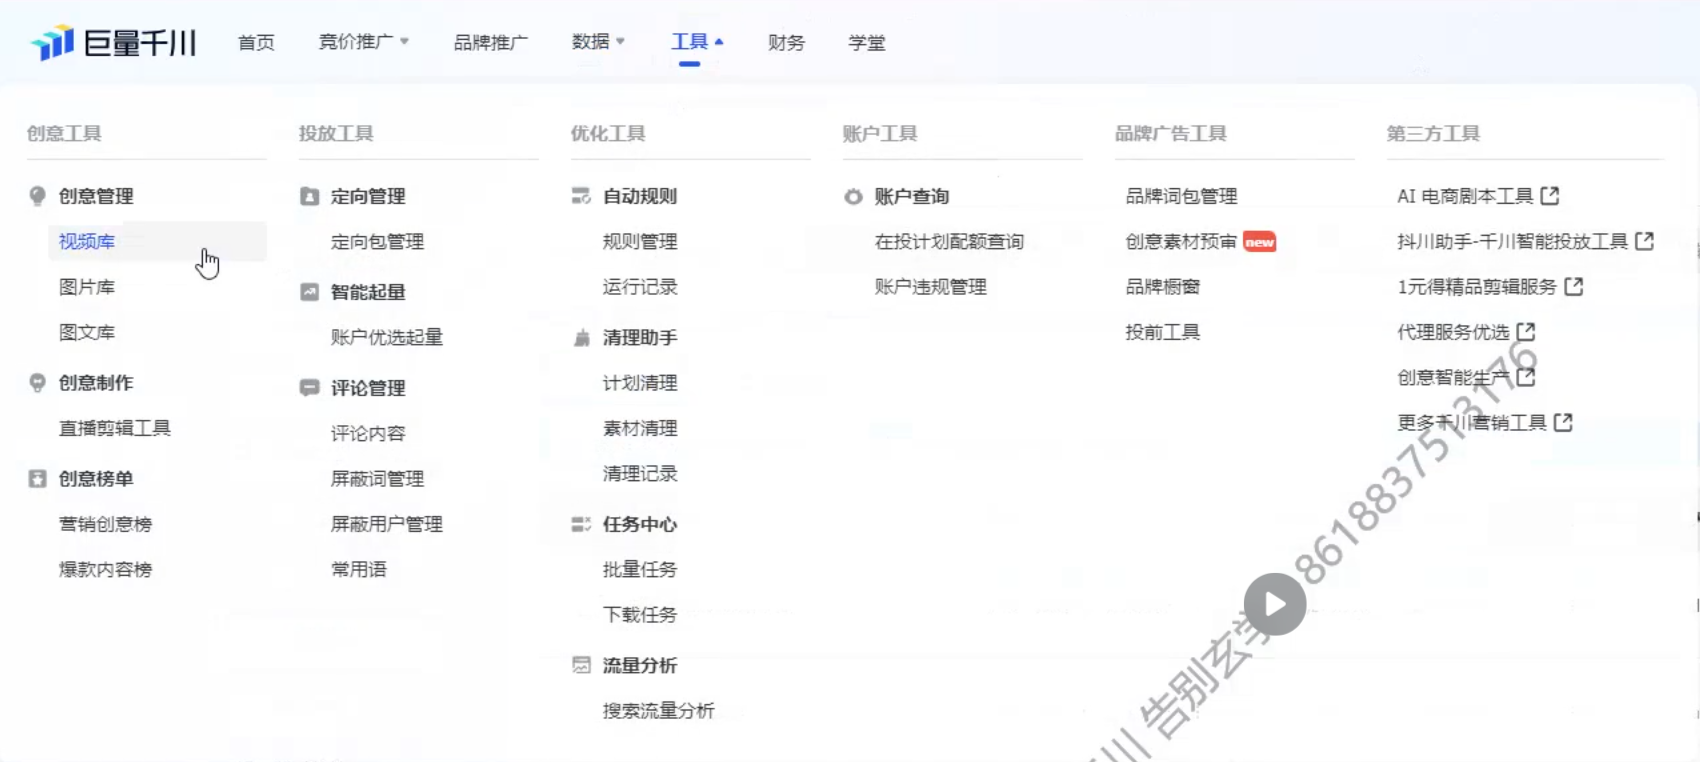 巨量千川
首页
竞价推广
品牌推广
数据
工具
财务
学堂
创意工具
创意管理
视频库
图片库
图文库
创意制作
直播剪辑工具
创意榜单
营销创意榜
爆款内容榜
投放工具
定向管理
定向包管理
智能起量
账户优选起量
评论管理
评论内容
屏蔽词管理
屏蔽用户管理
常用语
优化工具
自动规则
规则管理
运行记录
清理助手
计划清理
素材清理
清理记录
任务中心
批量任务
下载任务
流量分析
搜索流量分析
账户工具
账户查询
在投计划配额查询
账户违规管理
品牌广告工具
品牌词包管理
创意素材预审 new
品牌橱窗
投前工具
第三方工具
AI 电商剧本工具
抖川助手-千川智能投放工具
1元得精品剪辑服务
代理服务优选
创意智能生产
更多千川营销工具
川 告别玄学 8618837513176